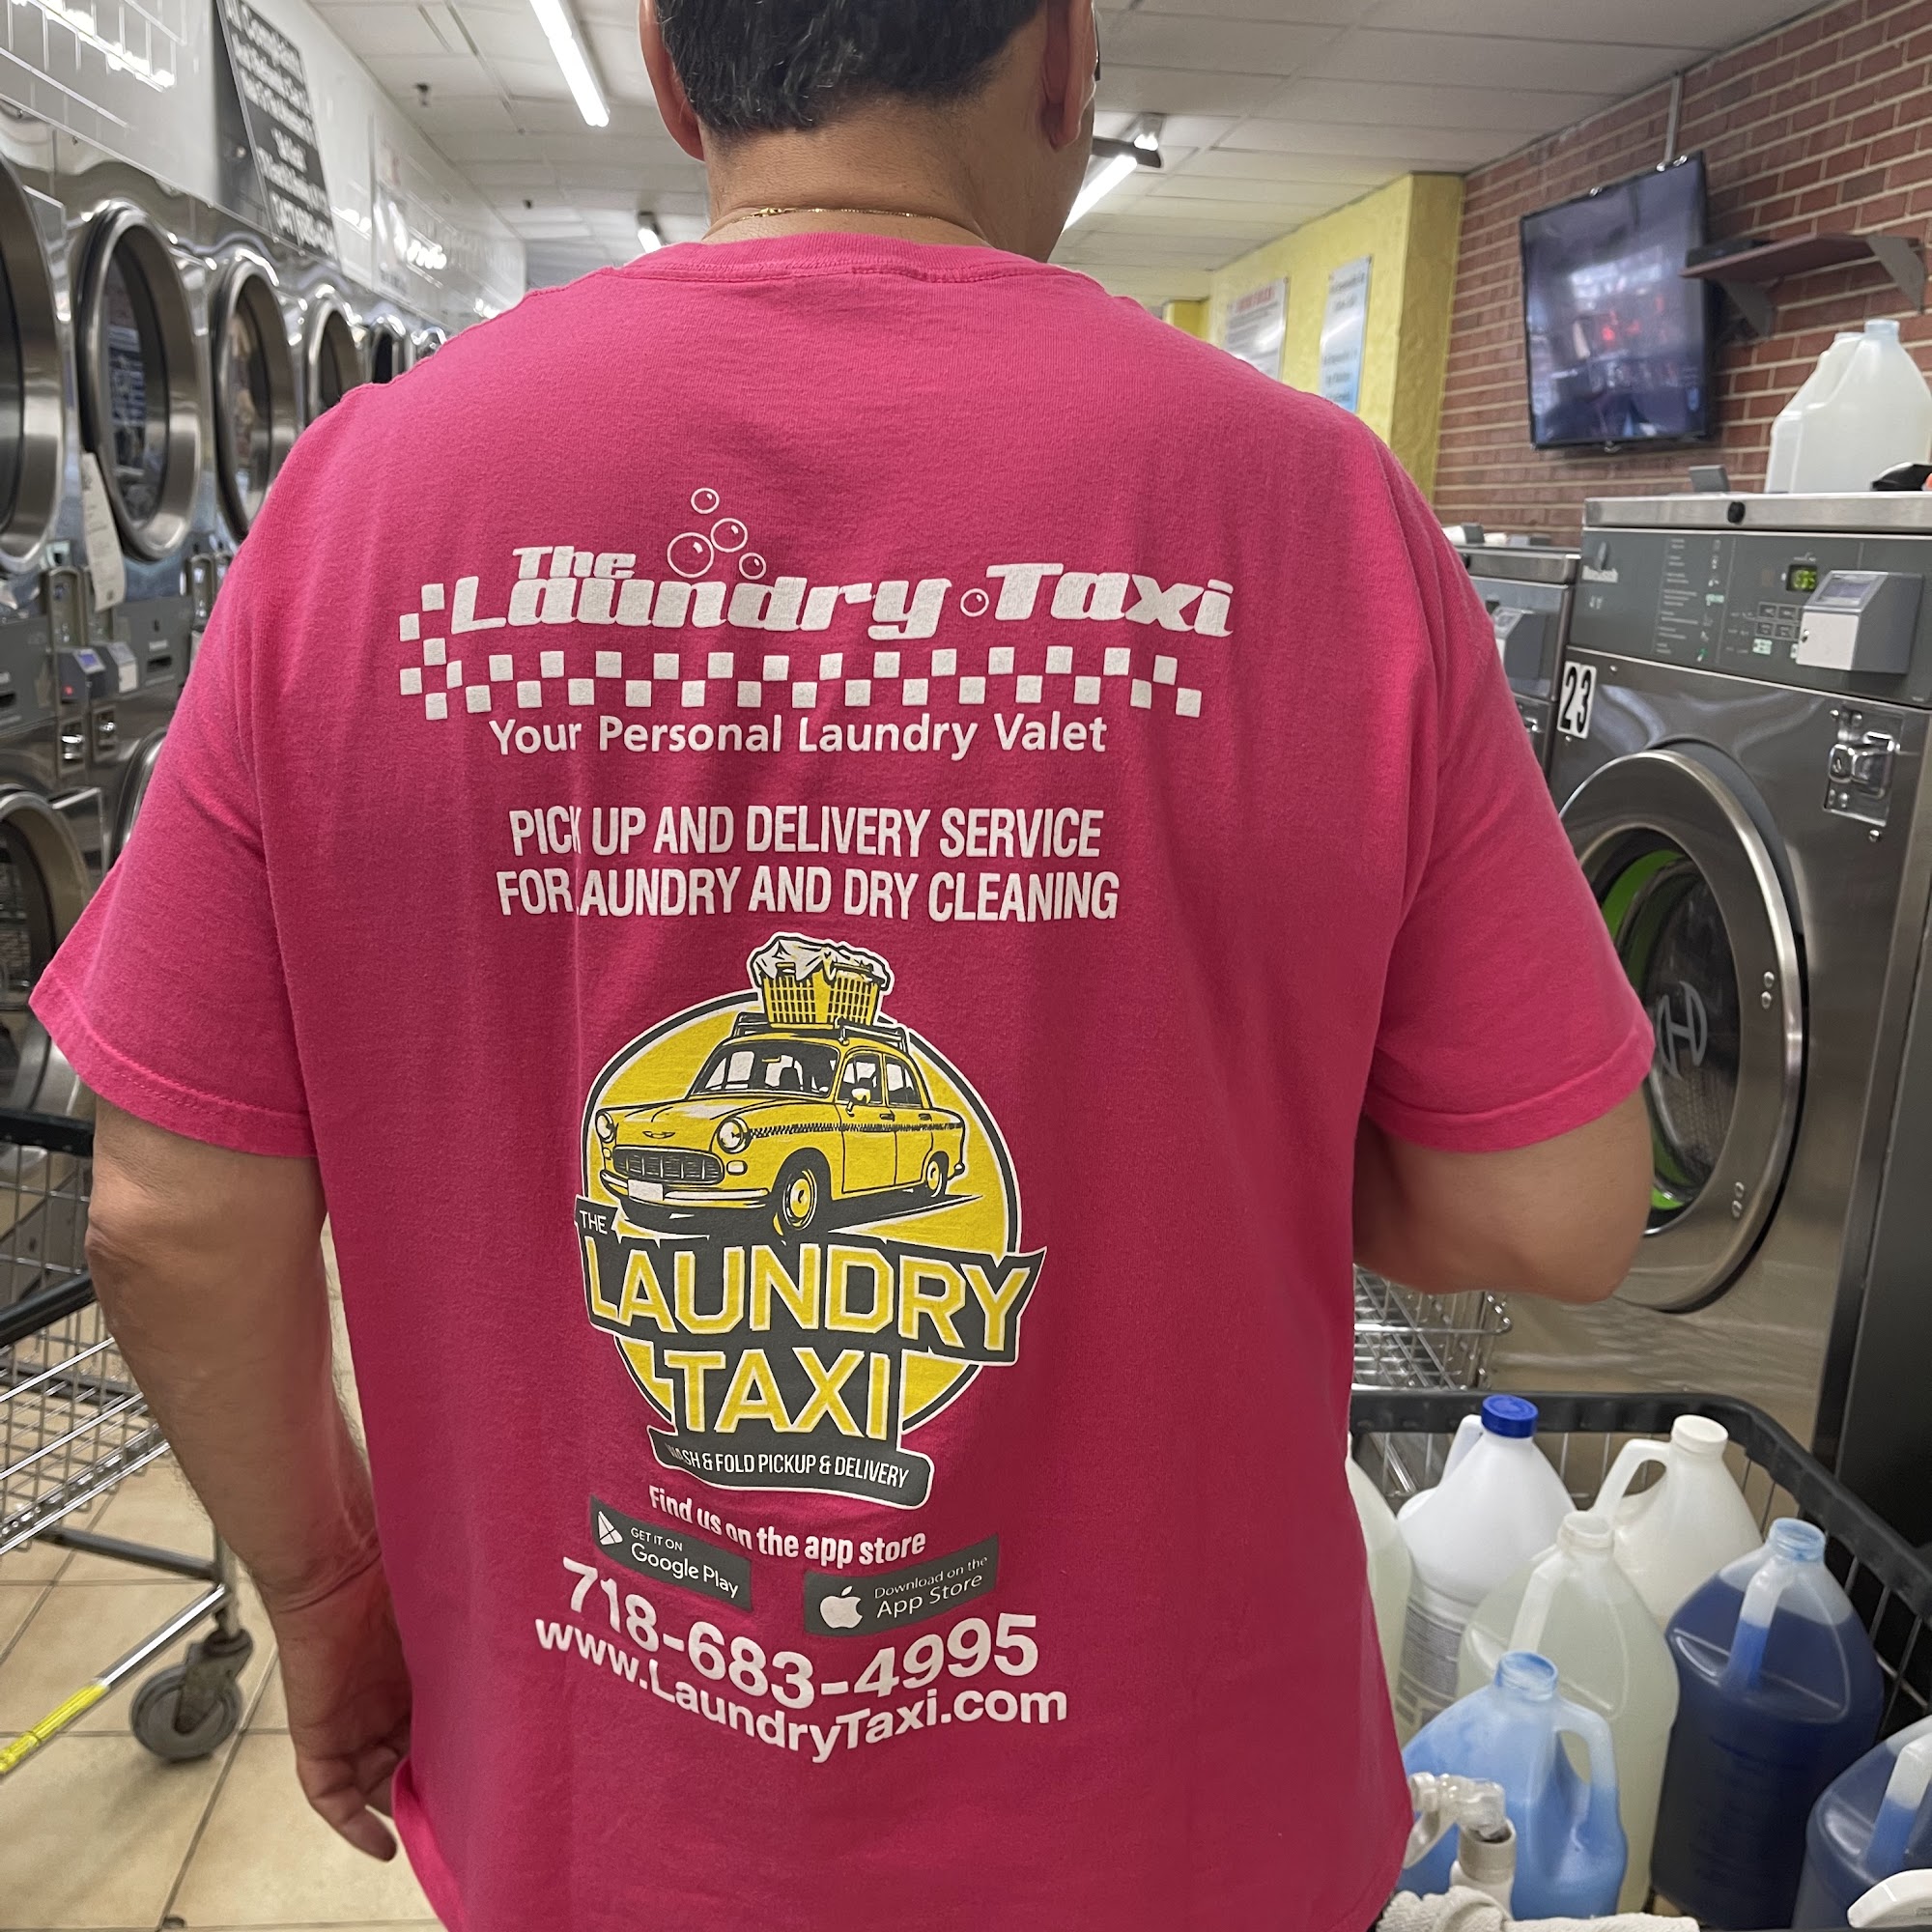 The
Laundry Taxi
Your Personal Laundry Valet
PICK UP AND DELIVERY SERVICE
FOR LAUNDRY AND DRY CLEANING
THE
LAUNDRY
TAXI
WASH & FOLD PICKUP & DELIVERY
Find us on the app store
GET IT ON
Google Play
Download on the
App Store
718-683-4995
www.LaundryTaxi.com
23